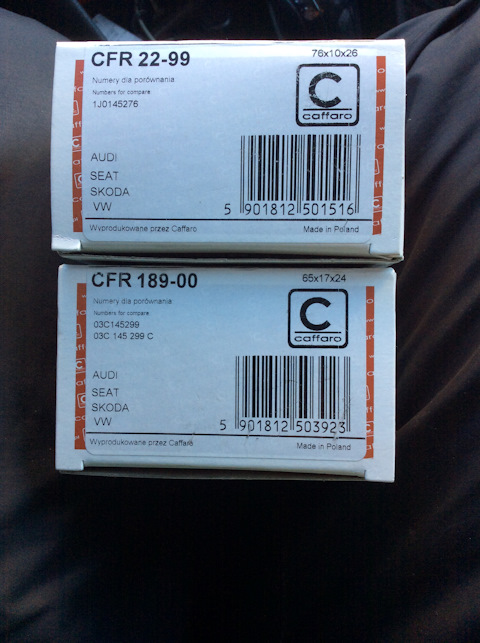 CFR 22-99
76x10x26
Numery dla porównania
Numbers for compare
1J0145276
C
caffaro
AUDI
SEAT
SKODA
VW
5 901812 501516
Wyprodukowane przez Caffaro
Made in Poland
CFR 189-00
65x17x24
Numery dla porównania
Numbers for compare
03C145299
03C 145 299 C
C
caffaro
AUDI
SEAT
SKODA
VW
5 901812 503923
Wyprodukowane przez Caffaro
Made in Poland